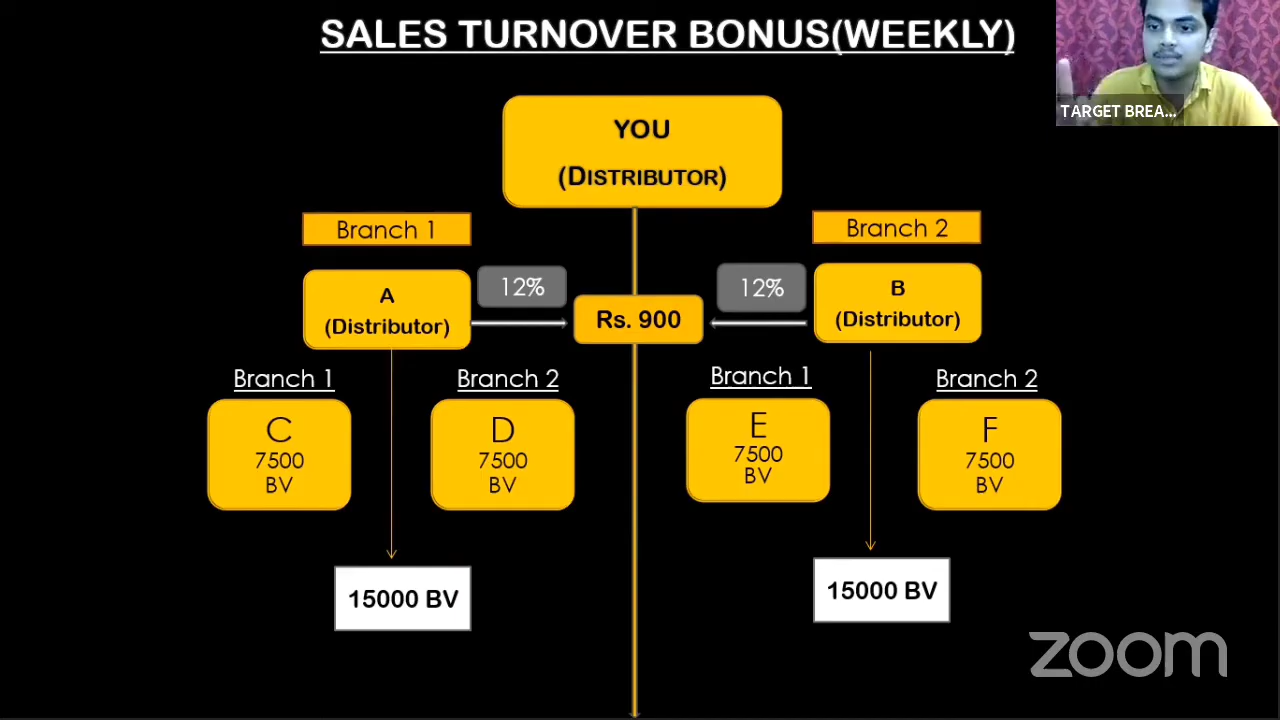 SALES TURNOVER BONUS(WEEKLY)
TARGET BREA...
YOU
(DISTRIBUTOR)
Branch 1
Branch 2
A
(Distributor)
12%
Rs. 900
12%
B
(Distributor)
Branch 1
Branch 2
Branch 1
Branch 2
C
7500
BV
D
7500
BV
E
7500
BV
F
7500
BV
15000 BV
15000 BV
zoom